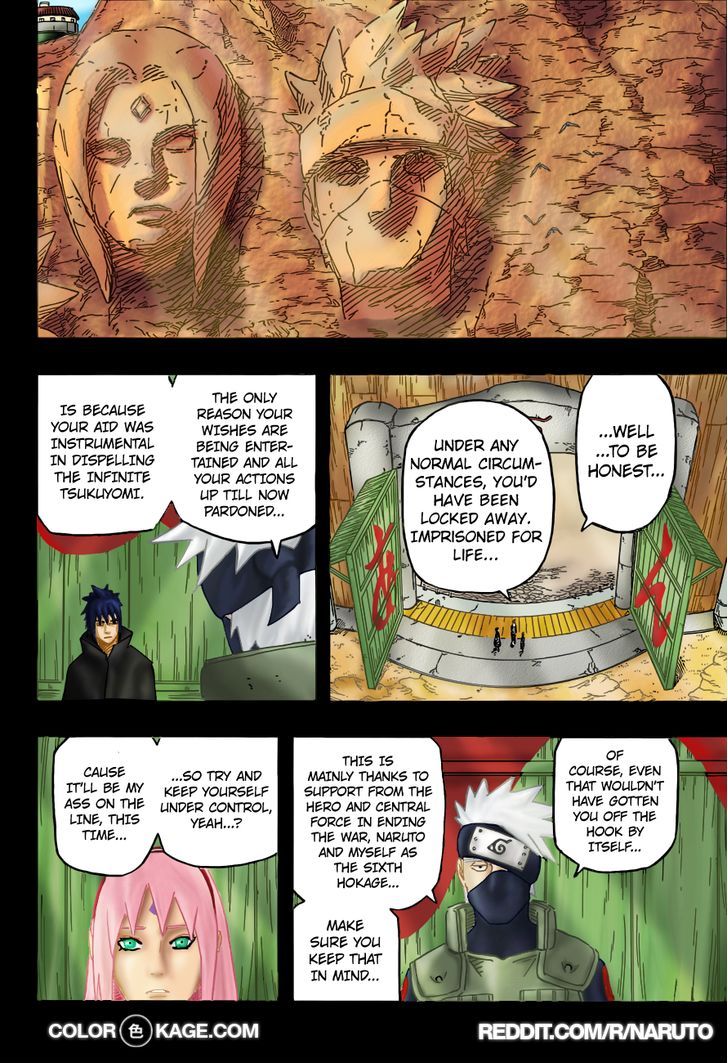 ...WELL
...TO BE
HONEST...
UNDER ANY
NORMAL CIRCUM-
STANCES, YOU'D
HAVE BEEN
LOCKED AWAY.
IMPRISONED FOR
LIFE...
あ
ん
THE ONLY
REASON YOUR
WISHES ARE
BEING ENTER-
TAINED AND ALL
YOUR ACTIONS
UP TILL NOW
PARDONED...
IS BECAUSE
YOUR AID WAS
INSTRUMENTAL
IN DISPELLING
THE INFINITE
TSUKUYOMI.
OF
COURSE, EVEN
THAT WOULDN'T
HAVE GOTTEN
YOU OFF THE
HOOK BY
ITSELF...
THIS IS
MAINLY THANKS TO
SUPPORT FROM THE
HERO AND CENTRAL
FORCE IN ENDING
THE WAR, NARUTO
AND MYSELF AS
THE SIXTH
HOKAGE...
MAKE
SURE YOU
KEEP THAT
IN MIND...
...SO TRY AND
KEEP YOURSELF
UNDER CONTROL,
YEAH...?
CAUSE
IT'LL BE MY
ASS ON THE
LINE, THIS
TIME...
COLOR 色 KAGE.COM
REDDIT.COM/R/NARUTO